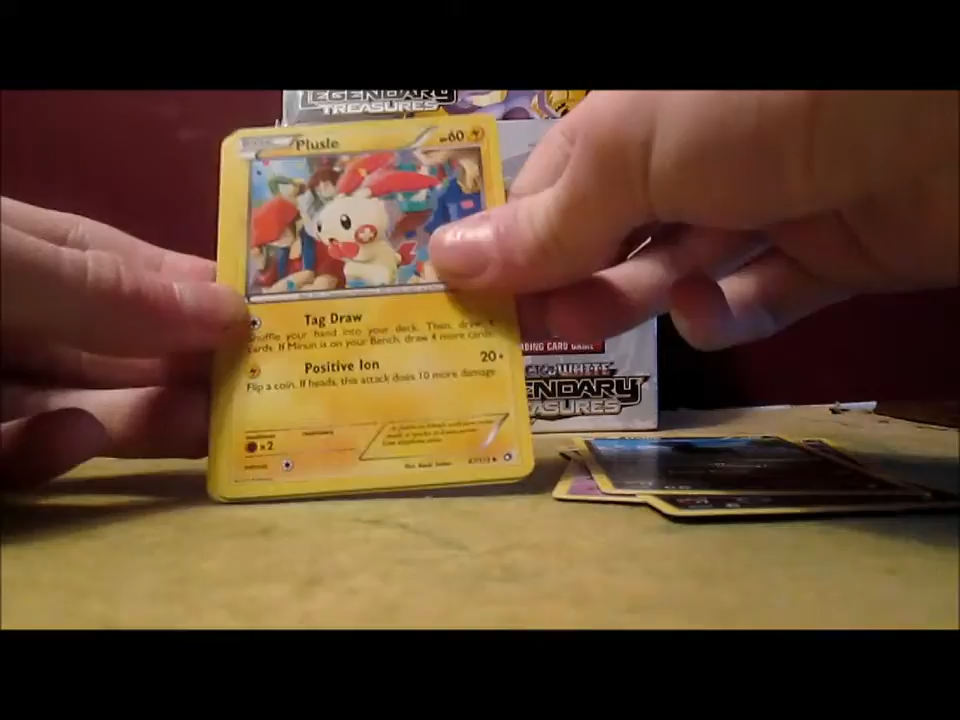 LEGENDARY
TREASURES
Plusle
HP60
Tag Draw
Shuffle your hand into your deck. Then, draw
cards. If Minun is on your Bench, draw 4 more cards.
Positive Ion 20+
Flip a coin. If heads, this attack does 10 more damage
×2
TRADING CARD GAME
WHITE
LEGENDARY
TREASURES